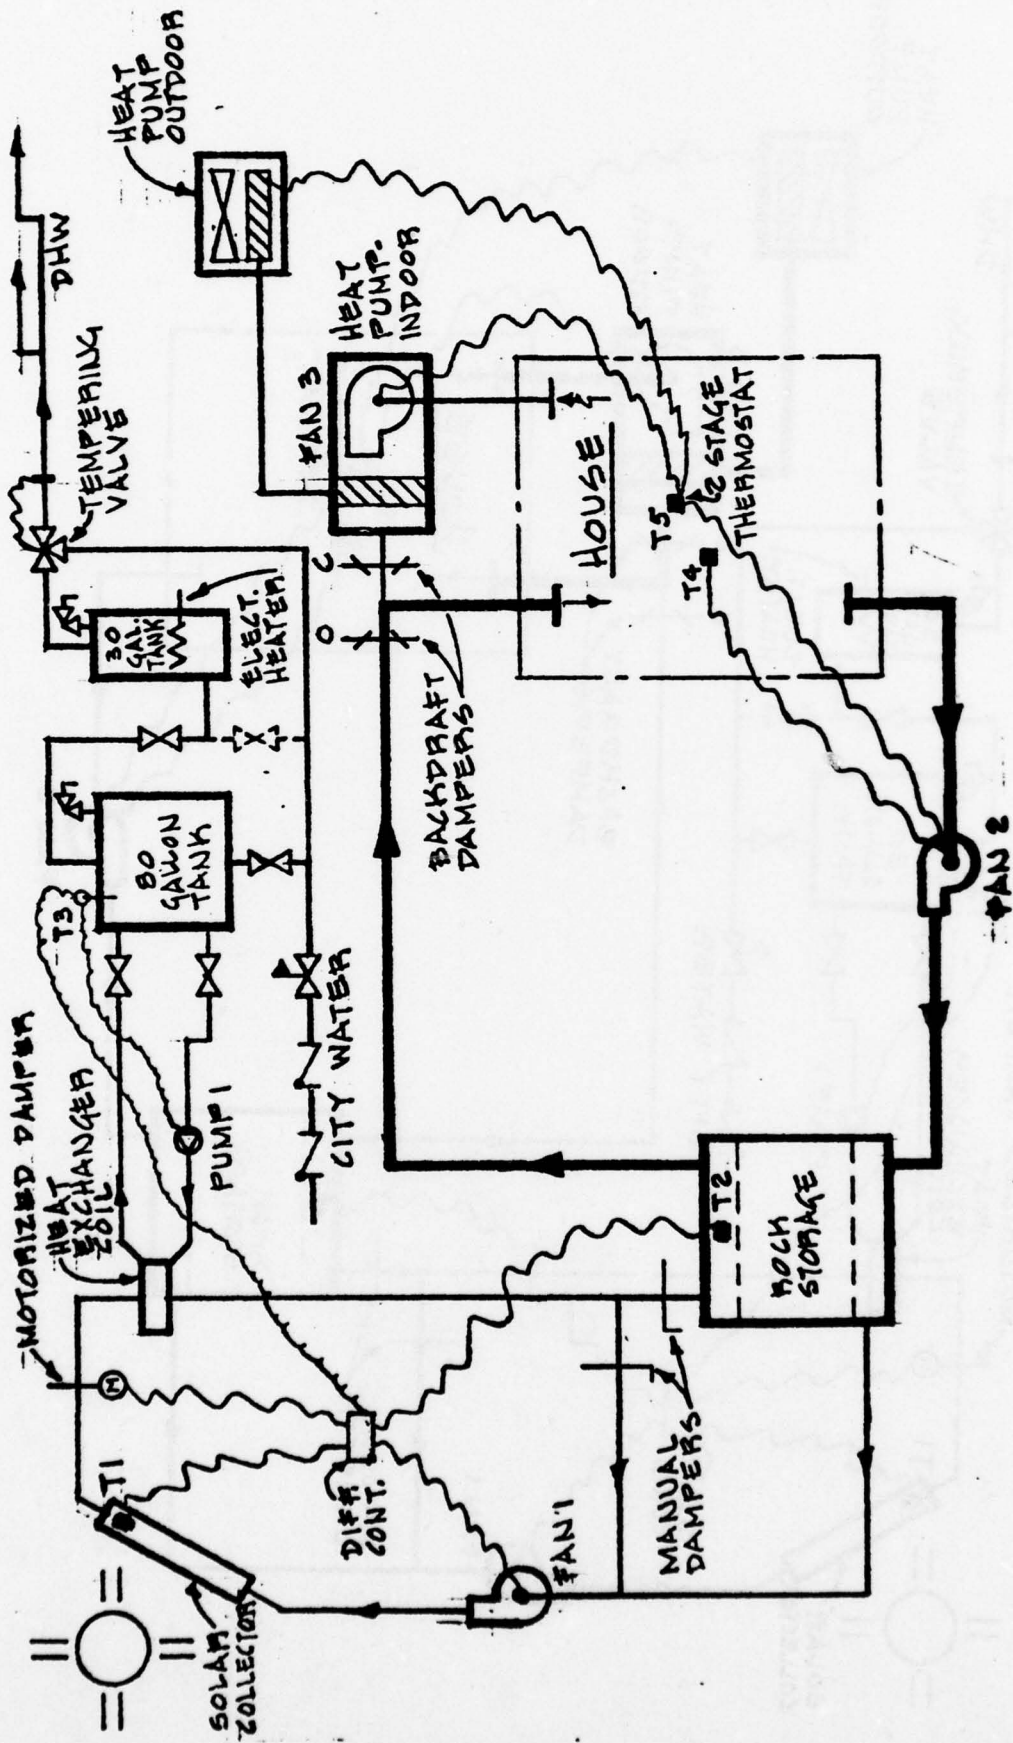 SOLAR
COLLECTOR
T1
MOTORIZED DAMPER
M
HEAT
EXCHANGER
COIL
PUMP 1
T3
80
GALLON
TANK
30
GAL.
TANK
ELECT.
HEATER
TEMPERING
VALVE
DHW
HEAT
PUMP
OUTDOOR
CITY WATER
FAN 3
HEAT
PUMP.
INDOOR
O
C
BACKDRAFT
DAMPERS
HOUSE
T4
T5
2 STAGE
THERMOSTAT
DIFF.
CONT.
FAN 1
MANUAL
DAMPERS
T2
ROCK
STORAGE
FAN 2